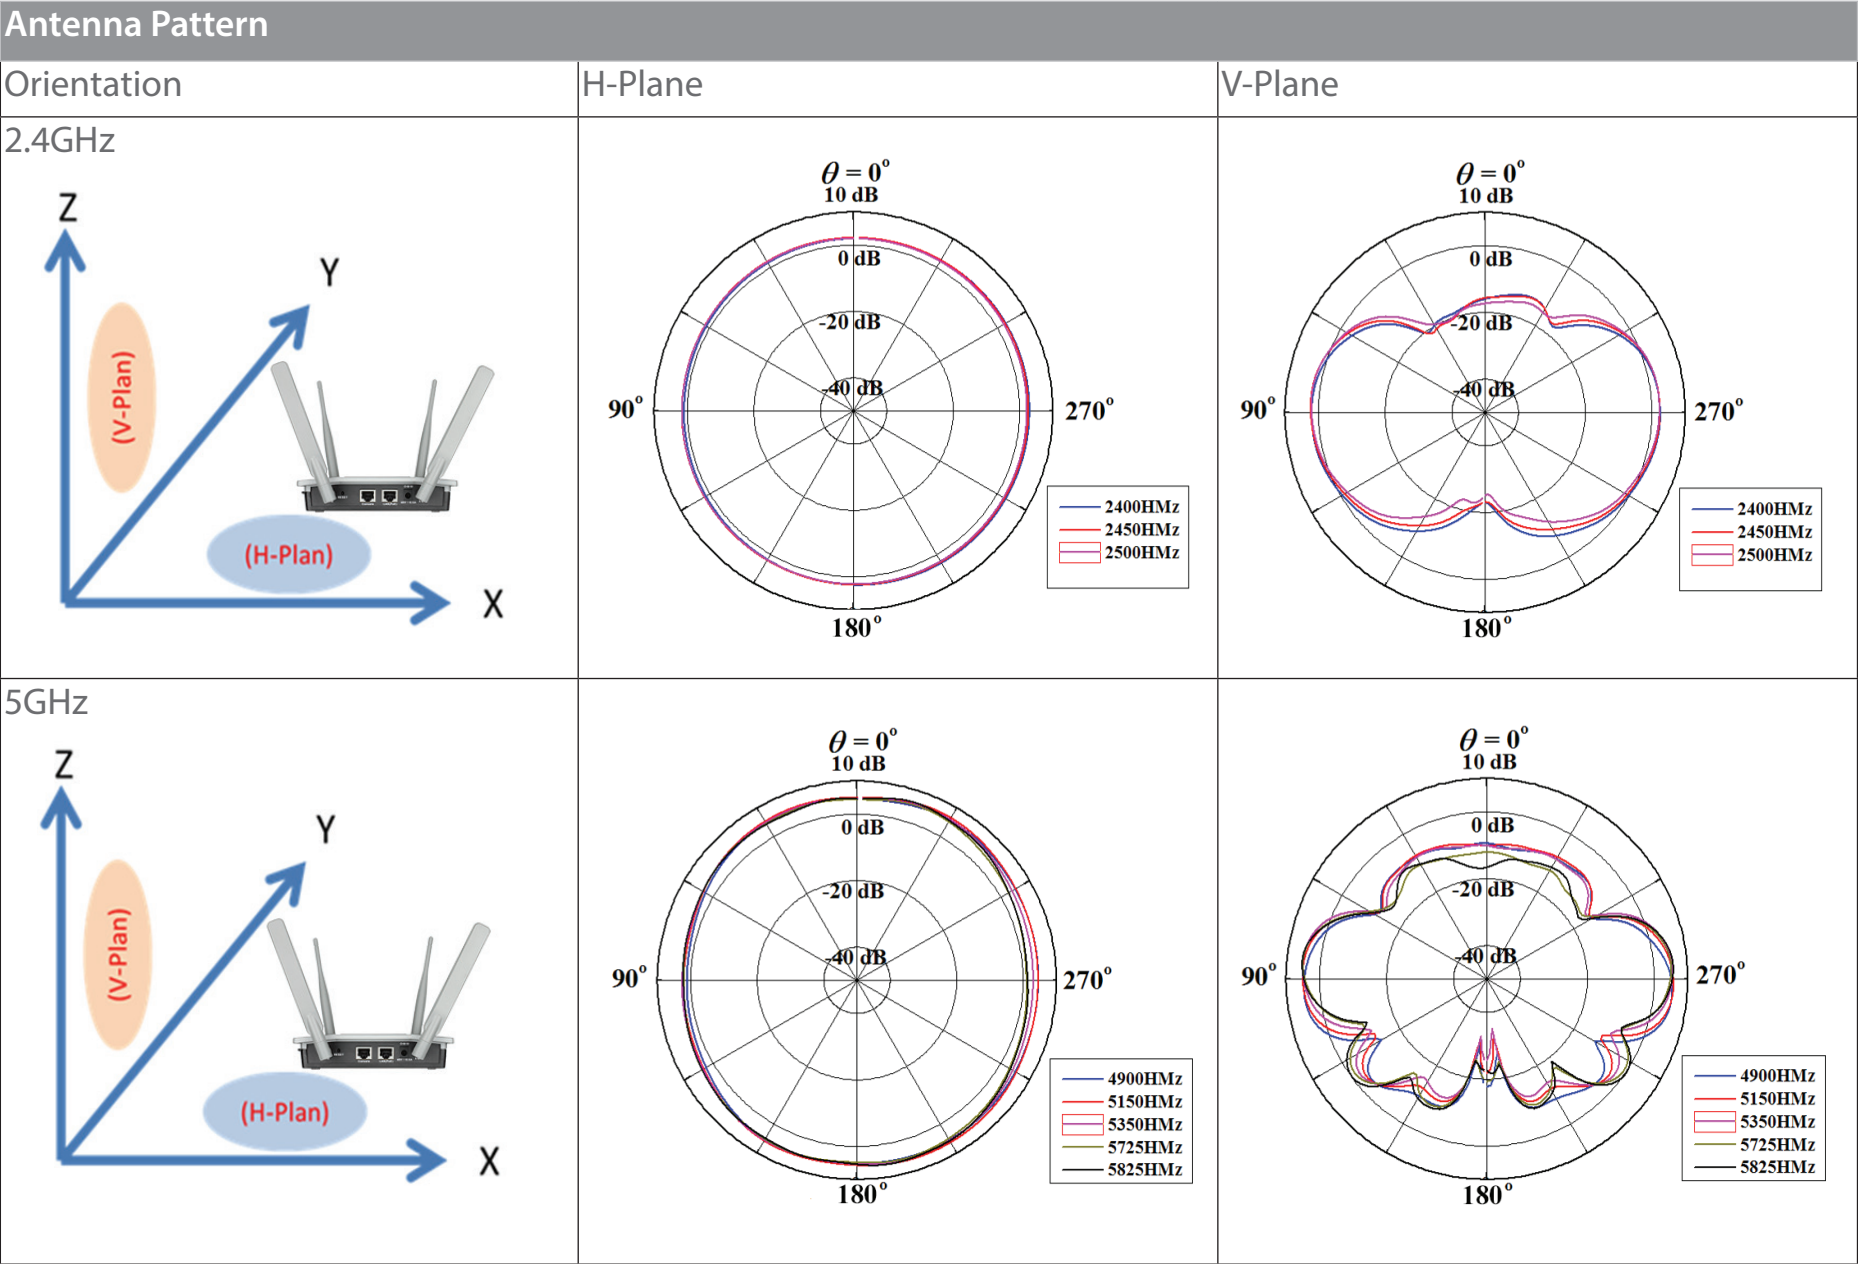 Antenna Pattern
Orientation
H-Plane
V-Plane
2.4GHz
Z
Y
(V-Plan)
(H-Plan)
X
θ = 0°
10 dB
0 dB
-20 dB
-40 dB
90°
270°
180°
2400HMz
2450HMz
2500HMz
θ = 0°
10 dB
0 dB
-20 dB
-40 dB
90°
270°
180°
2400HMz
2450HMz
2500HMz
5GHz
Z
Y
(V-Plan)
(H-Plan)
X
θ = 0°
10 dB
0 dB
-20 dB
-40 dB
90°
270°
180°
4900HMz
5150HMz
5350HMz
5725HMz
5825HMz
θ = 0°
10 dB
0 dB
-20 dB
-40 dB
90°
270°
180°
4900HMz
5150HMz
5350HMz
5725HMz
5825HMz